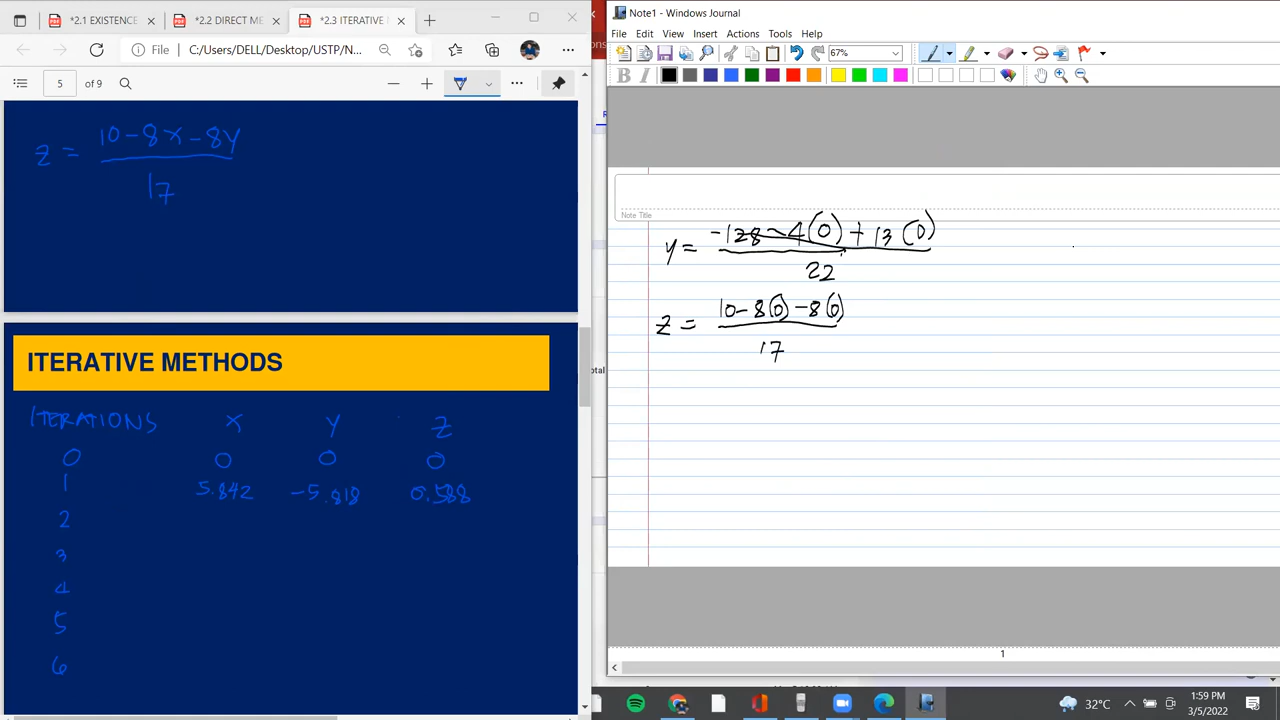 *2.1 EXISTENCE
*2.2 DIRECT ME
*2.3 ITERATIVE
File C:/Users/DELL/Desktop/USTP/N...
5 of 9
z = 10-8x-8y
17
ITERATIVE METHODS
ITERATIONS X Y Z
0 0 0 0
1 5.842 -5.818 0.588
2
3
4
5
6
Note1 - Windows Journal
File Edit View Insert Actions Tools Help
67%
B I U
Note Title
y = -128-4(0)+13(0)
22
z = 10-8(0)-8(0)
17
1
32°C
1:59 PM
3/5/2022